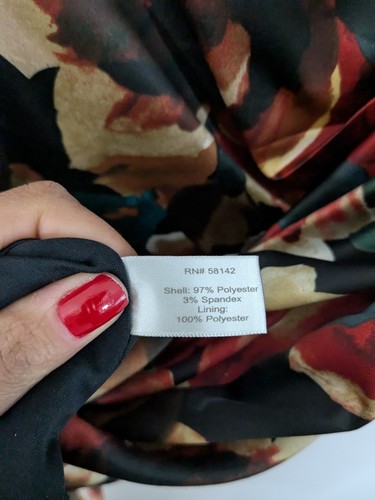 RN# 58142
Shell: 97% Polyester
3% Spandex
Lining:
100% Polyester